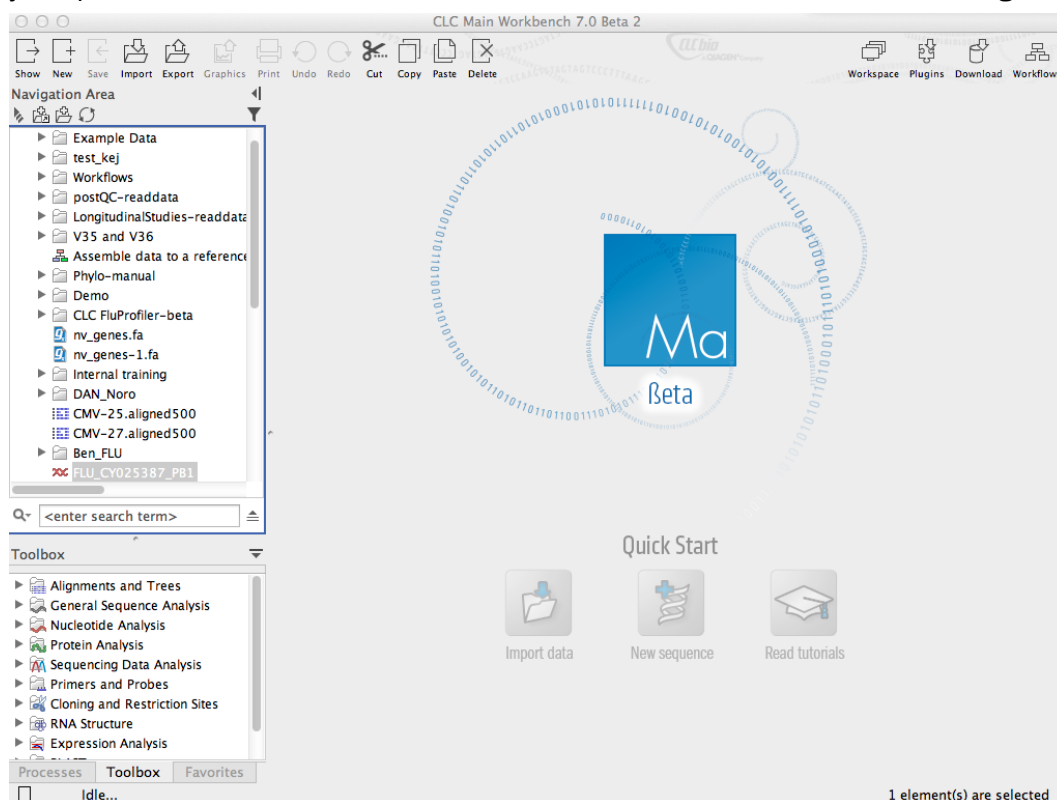 CLC Main Workbench 7.0 Beta 2
CLC bio
Show New Save Import Export Graphics Print Undo Redo Cut Copy Paste Delete
Workspace Plugins Download Workflow
Navigation Area
Example Data
test_kej
Workflows
postQC-readdata
LongitudinalStudies-readdata
V35 and V36
Assemble data to a reference
Phylo-manual
Demo
CLC FluProfiler-beta
nv_genes.fa
nv_genes-1.fa
Internal training
DAN_Noro
CMV-25.aligned500
CMV-27.aligned500
Ben_FLU
FLU_CY025387_PB1
<enter search term>
Ma
ßeta
Quick Start
Import data
New sequence
Read tutorials
Toolbox
Alignments and Trees
General Sequence Analysis
Nucleotide Analysis
Protein Analysis
Sequencing Data Analysis
Primers and Probes
Cloning and Restriction Sites
RNA Structure
Expression Analysis
Processes Toolbox Favorites
Idle...
1 element(s) are selected